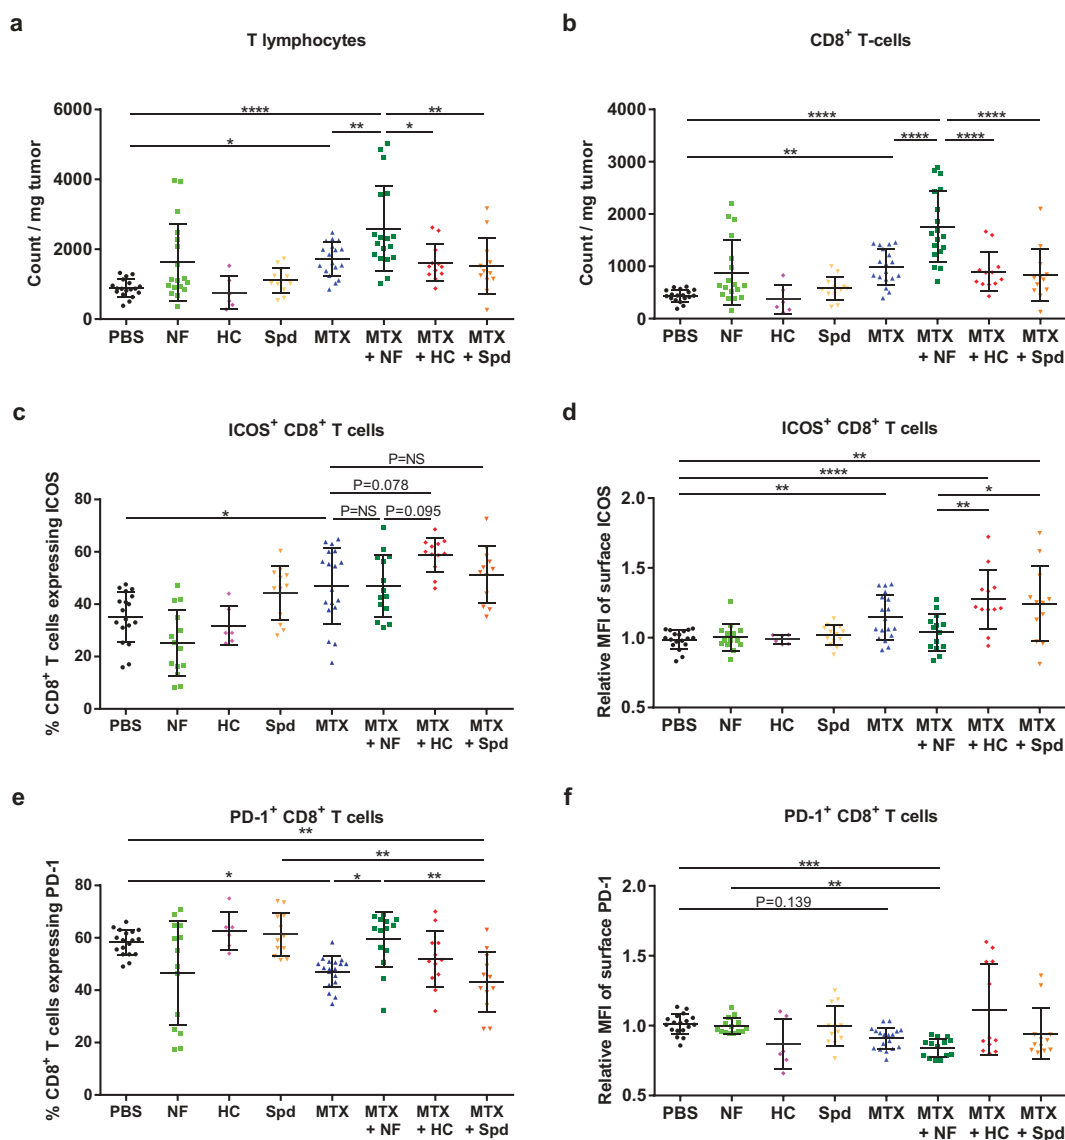 a
T lymphocytes
Count / mg tumor
6000
4000
2000
0
****
**
**
*
*
PBS NF HC Spd MTX MTX + NF MTX + HC MTX + Spd
b
CD8+ T-cells
Count / mg tumor
4000
3000
2000
1000
0
****
****
****
****
**
PBS NF HC Spd MTX MTX + NF MTX + HC MTX + Spd
c
ICOS+ CD8+ T cells
% CD8+ T cells expressing ICOS
80
60
40
20
0
P=NS
P=0.078
*
P=NS
P=0.095
PBS NF HC Spd MTX MTX + NF MTX + HC MTX + Spd
d
ICOS+ CD8+ T cells
Relative MFI of surface ICOS
2.0
1.5
1.0
0.5
**
****
**
*
**
PBS NF HC Spd MTX MTX + NF MTX + HC MTX + Spd
e
PD-1+ CD8+ T cells
% CD8+ T cells expressing PD-1
80
60
40
20
0
**
**
*
*
**
PBS NF HC Spd MTX MTX + NF MTX + HC MTX + Spd
f
PD-1+ CD8+ T cells
Relative MFI of surface PD-1
2.0
1.5
1.0
0.5
***
**
P=0.139
PBS NF HC Spd MTX MTX + NF MTX + HC MTX + Spd